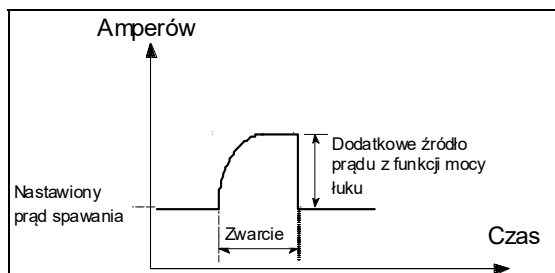 Amperów
Dodatkowe źródło
prądu z funkcji mocy
łuku
Nastawiony
prąd spawania
Zwarcie
Czas